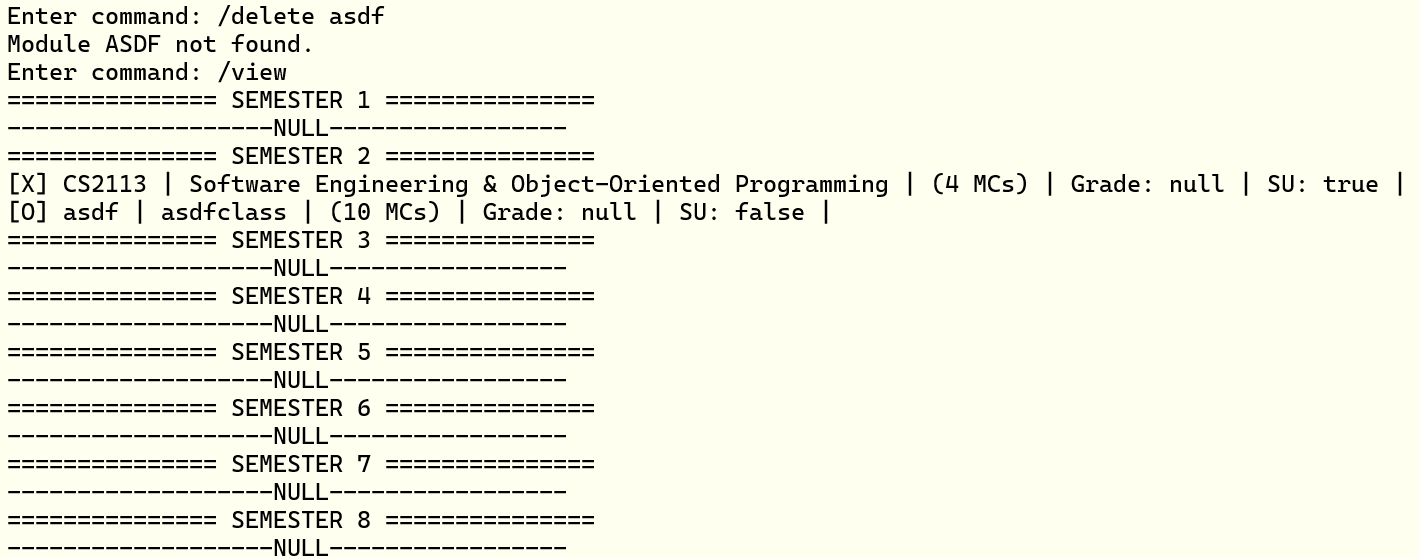 Enter command: /delete asdf
Module ASDF not found.
Enter command: /view
=============== SEMESTER 1 ===============
-------------------NULL-----------------
=============== SEMESTER 2 ===============
[X] CS2113 | Software Engineering & Object-Oriented Programming | (4 MCs) | Grade: null | SU: true |
[O] asdf | asdfclass | (10 MCs) | Grade: null | SU: false |
=============== SEMESTER 3 ===============
-------------------NULL-----------------
=============== SEMESTER 4 ===============
-------------------NULL-----------------
=============== SEMESTER 5 ===============
-------------------NULL-----------------
=============== SEMESTER 6 ===============
-------------------NULL-----------------
=============== SEMESTER 7 ===============
-------------------NULL-----------------
=============== SEMESTER 8 ===============
-------------------NULL-----------------